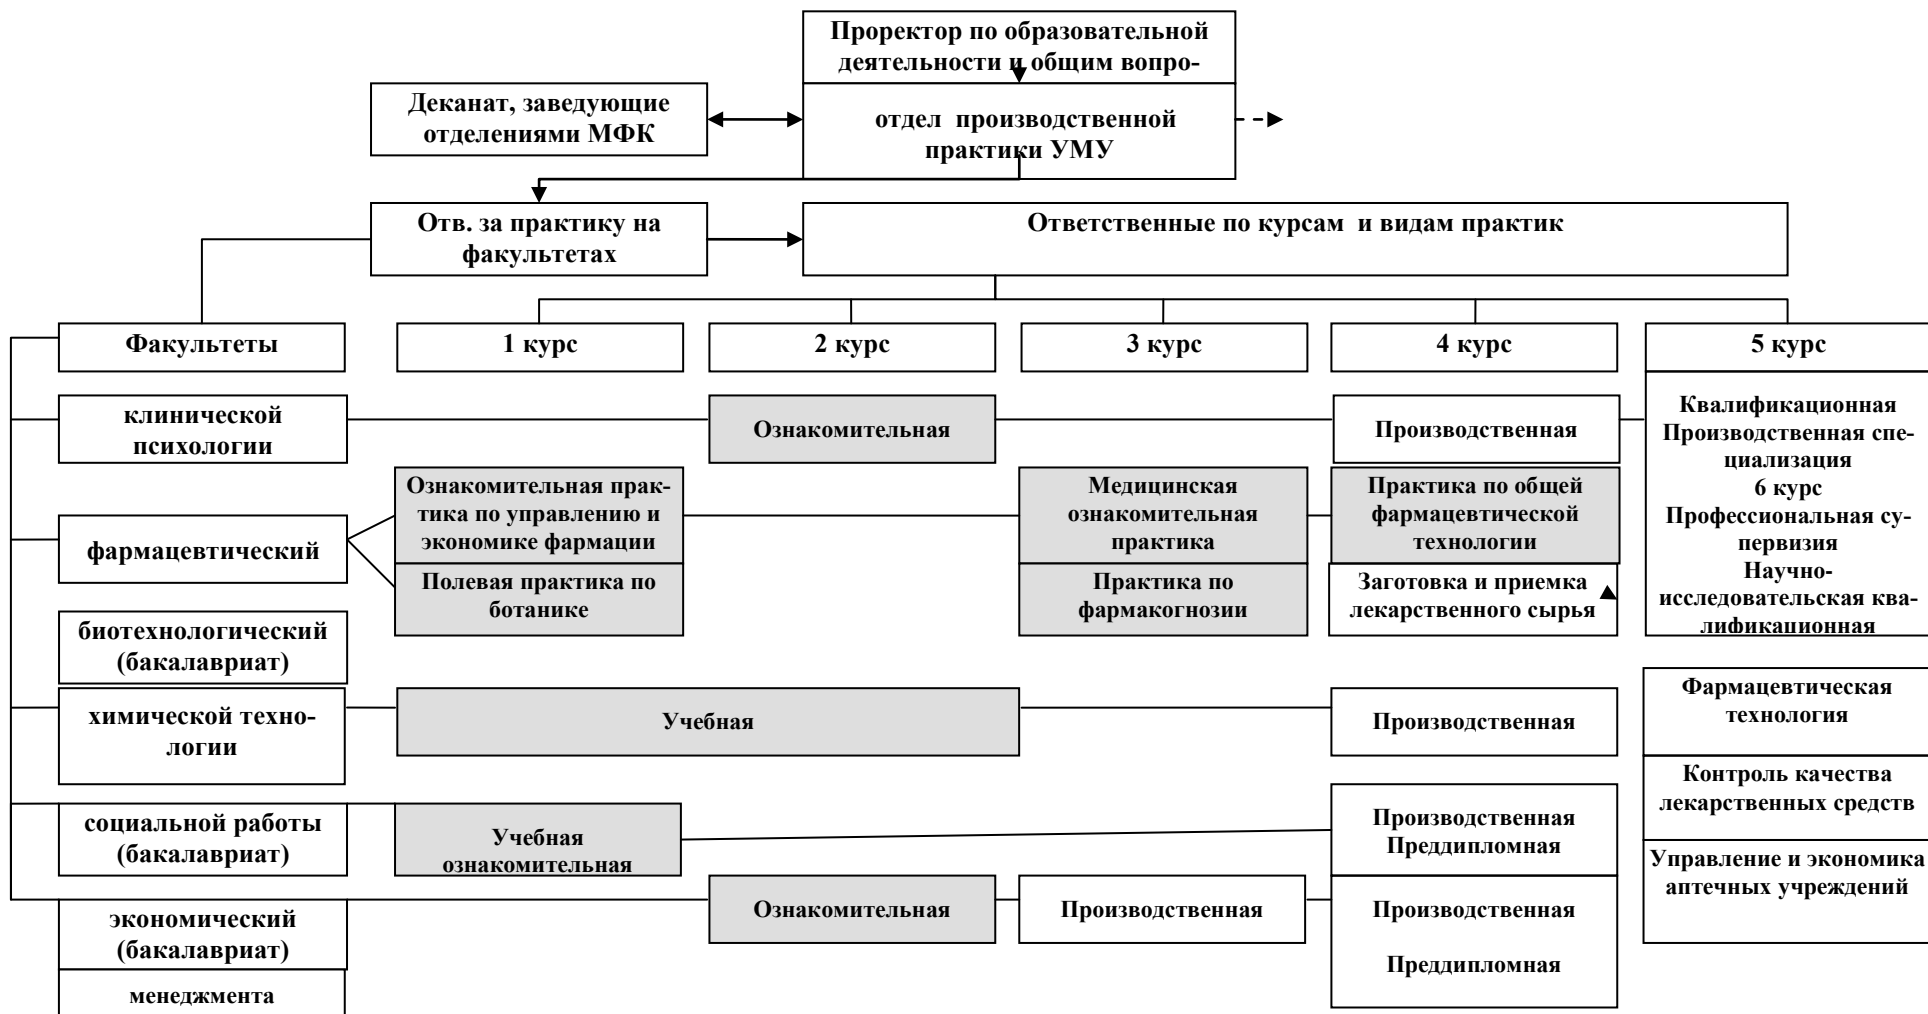 Проректор по образовательной
деятельности и общим вопро-
Деканат, заведующие
отделениями МФК
отдел производственной
практики УМУ
Отв. за практику на
факультетах
Ответственные по курсам и видам практик
Факультеты
1 курс
2 курс
3 курс
4 курс
5 курс
клинической
психологии
Ознакомительная
Производственная
Квалификационная
Производственная спе-
циализация
6 курс
Профессиональная су-
первизия
Научно-
исследовательская ква-
лификационная
фармацевтический
Ознакомительная прак-
тика по управлению и
экономике фармации
Полевая практика по
ботанике
Медицинская
ознакомительная
практика
Практика по
фармакогнозии
Практика по общей
фармацевтической
технологии
Заготовка и приемка
лекарственного сырья
биотехнологический
(бакалавриат)
химической техно-
логии
Учебная
Производственная
Фармацевтическая
технология
Контроль качества
лекарственных средств
Управление и экономика
аптечных учреждений
социальной работы
(бакалавриат)
Учебная
ознакомительная
Производственная
Преддипломная
экономический
(бакалавриат)
Ознакомительная
Производственная
Производственная
Преддипломная
менеджмента